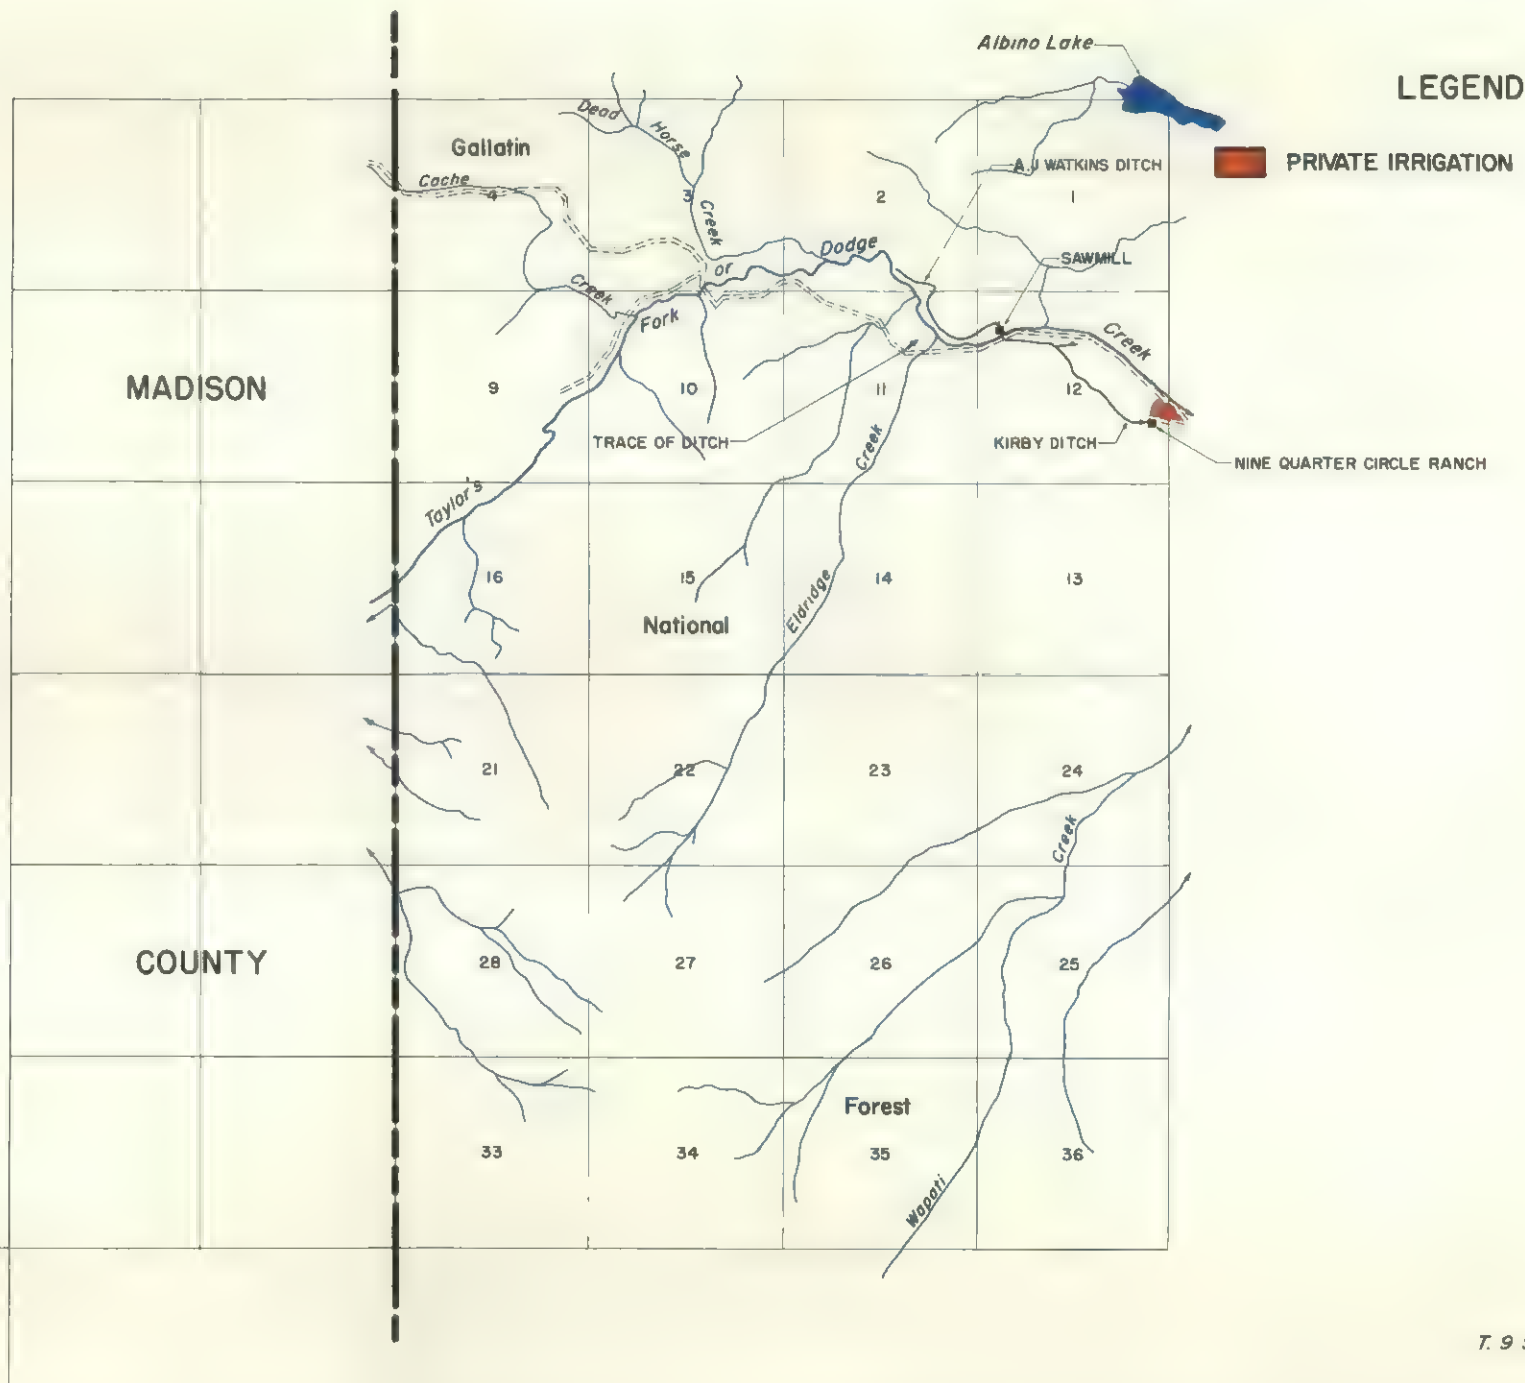 Albino Lake
LEGEND
Dead Horse Creek
Gallatin
A.J WATKINS DITCH
PRIVATE IRRIGATION
Cache Creek
4
3
2
1
Taylor's Fork or Dodge Creek
SAWMILL
MADISON
9
10
11
12
TRACE OF DITCH
KIRBY DITCH
NINE QUARTER CIRCLE RANCH
16
15
14
13
National
Eldridge Creek
21
22
23
24
COUNTY
28
27
26
25
Forest
33
34
35
36
Wapati Creek
T. 9